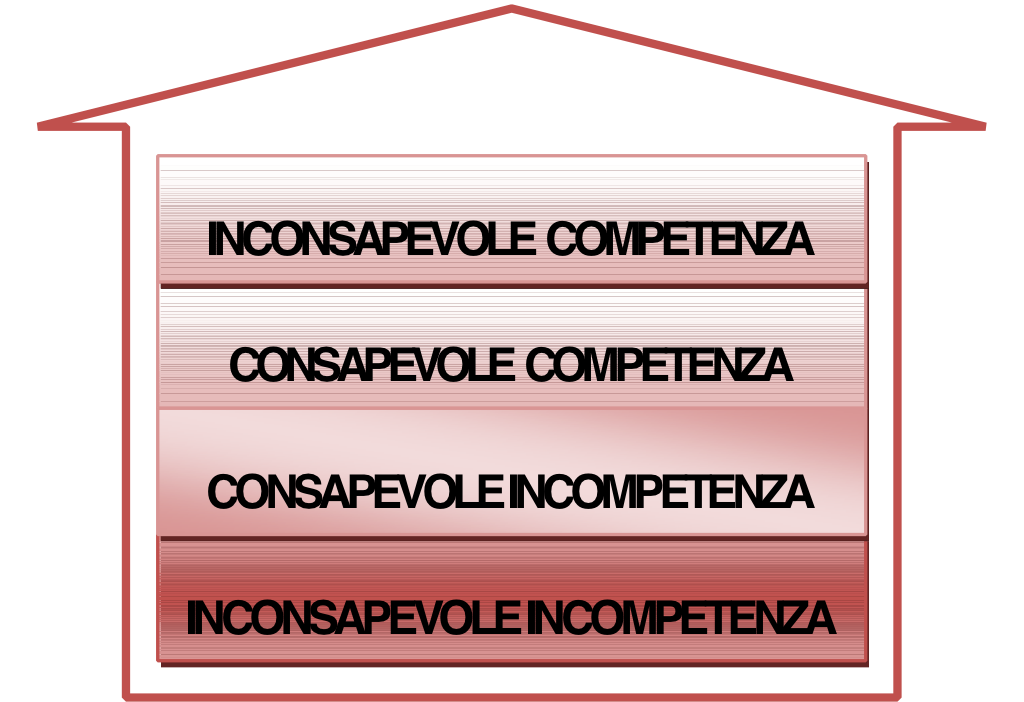 INCONSAPEVOLE COMPETENZA
CONSAPEVOLE COMPETENZA
CONSAPEVOLE INCOMPETENZA
INCONSAPEVOLE INCOMPETENZA